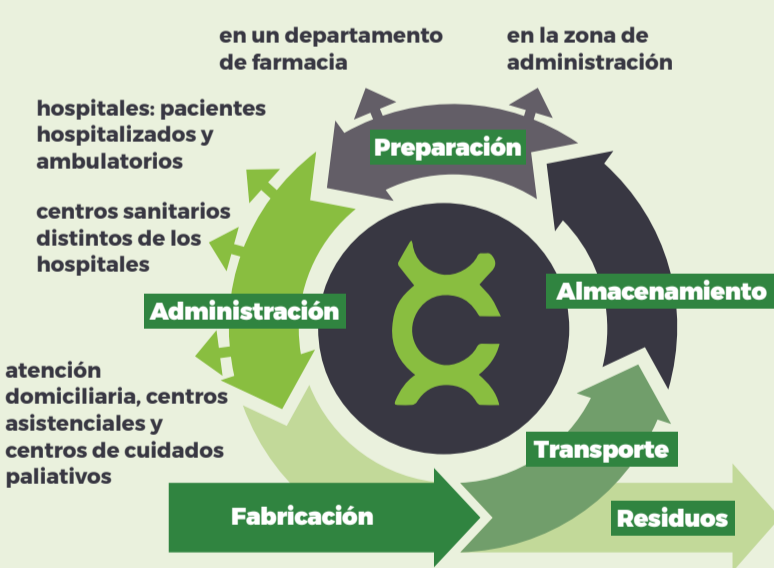 en un departamento
de farmacia
en la zona de
administración
hospitales: pacientes
hospitalizados y
ambulatorios
Preparación
centros sanitarios
distintos de los
hospitales
Almacenamiento
Administración
atención
domiciliaria, centros
asistenciales y
centros de cuidados
paliativos
Transporte
Fabricación
Residuos